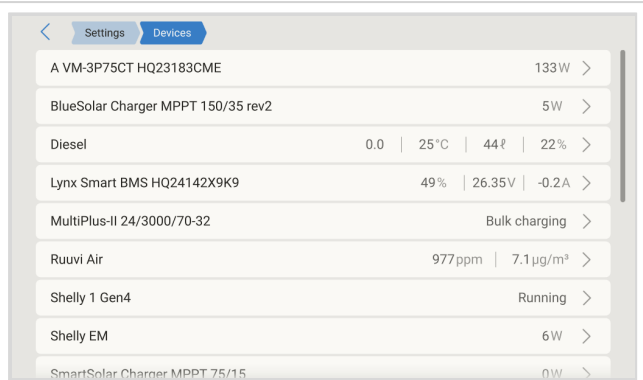 Settings Devices
A VM-3P75CT HQ23183CME 133W
BlueSolar Charger MPPT 150/35 rev2 5W
Diesel 0.0 25°C 44ℓ 22%
Lynx Smart BMS HQ24142X9K9 49% 26.35V -0.2A
MultiPlus-II 24/3000/70-32 Bulk charging
Ruuvi Air 977ppm 7.1µg/m³
Shelly 1 Gen4 Running
Shelly EM 6W
SmartSolar Charger MPPT 75/15 0W